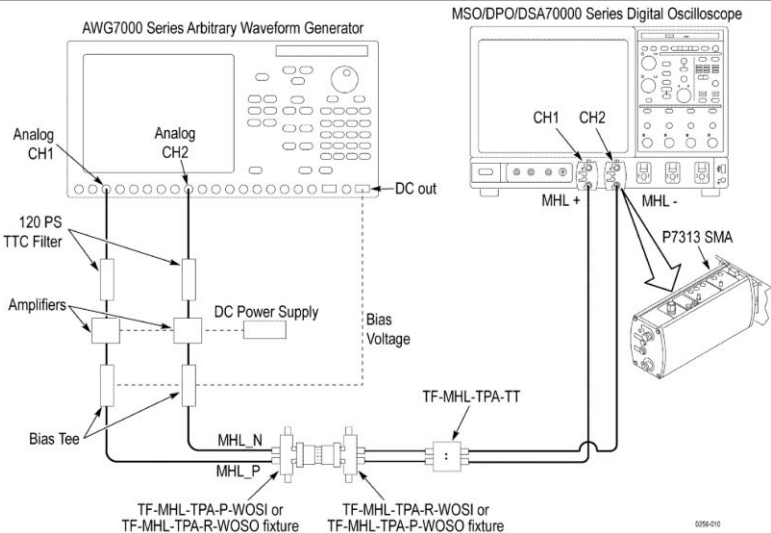 MSO/DPO/DSA70000 Series Digital Oscilloscope
AWG7000 Series Arbitrary Waveform Generator
Analog
CH1
Analog
CH2
DC out
CH1
CH2
MHL +
MHL -
P7313 SMA
120 PS
TTC Filter
Amplifiers
DC Power Supply
Bias
Voltage
Bias Tee
MHL_N
MHL_P
TF-MHL-TPA-TT
TF-MHL-TPA-P-WOSI or
TF-MHL-TPA-R-WOSO fixture
TF-MHL-TPA-R-WOSI or
TF-MHL-TPA-P-WOSO fixture
0256-010